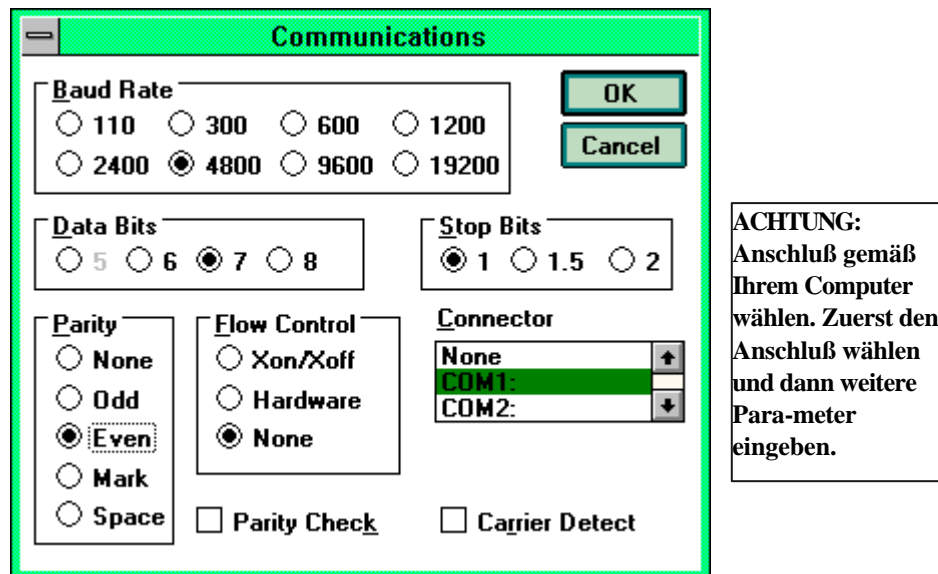 Communications
Baud Rate
110 300 600 1200
2400 4800 9600 19200
OK
Cancel
Data Bits
5 6 7 8
Stop Bits
1 1.5 2
Parity
None
Odd
Even
Mark
Space
Flow Control
Xon/Xoff
Hardware
None
Connector
None
COM1:
COM2:
Parity Check
Carrier Detect
ACHTUNG:
Anschluß gemäß
Ihrem Computer
wählen. Zuerst den
Anschluß wählen
und dann weitere
Para-meter
eingeben.